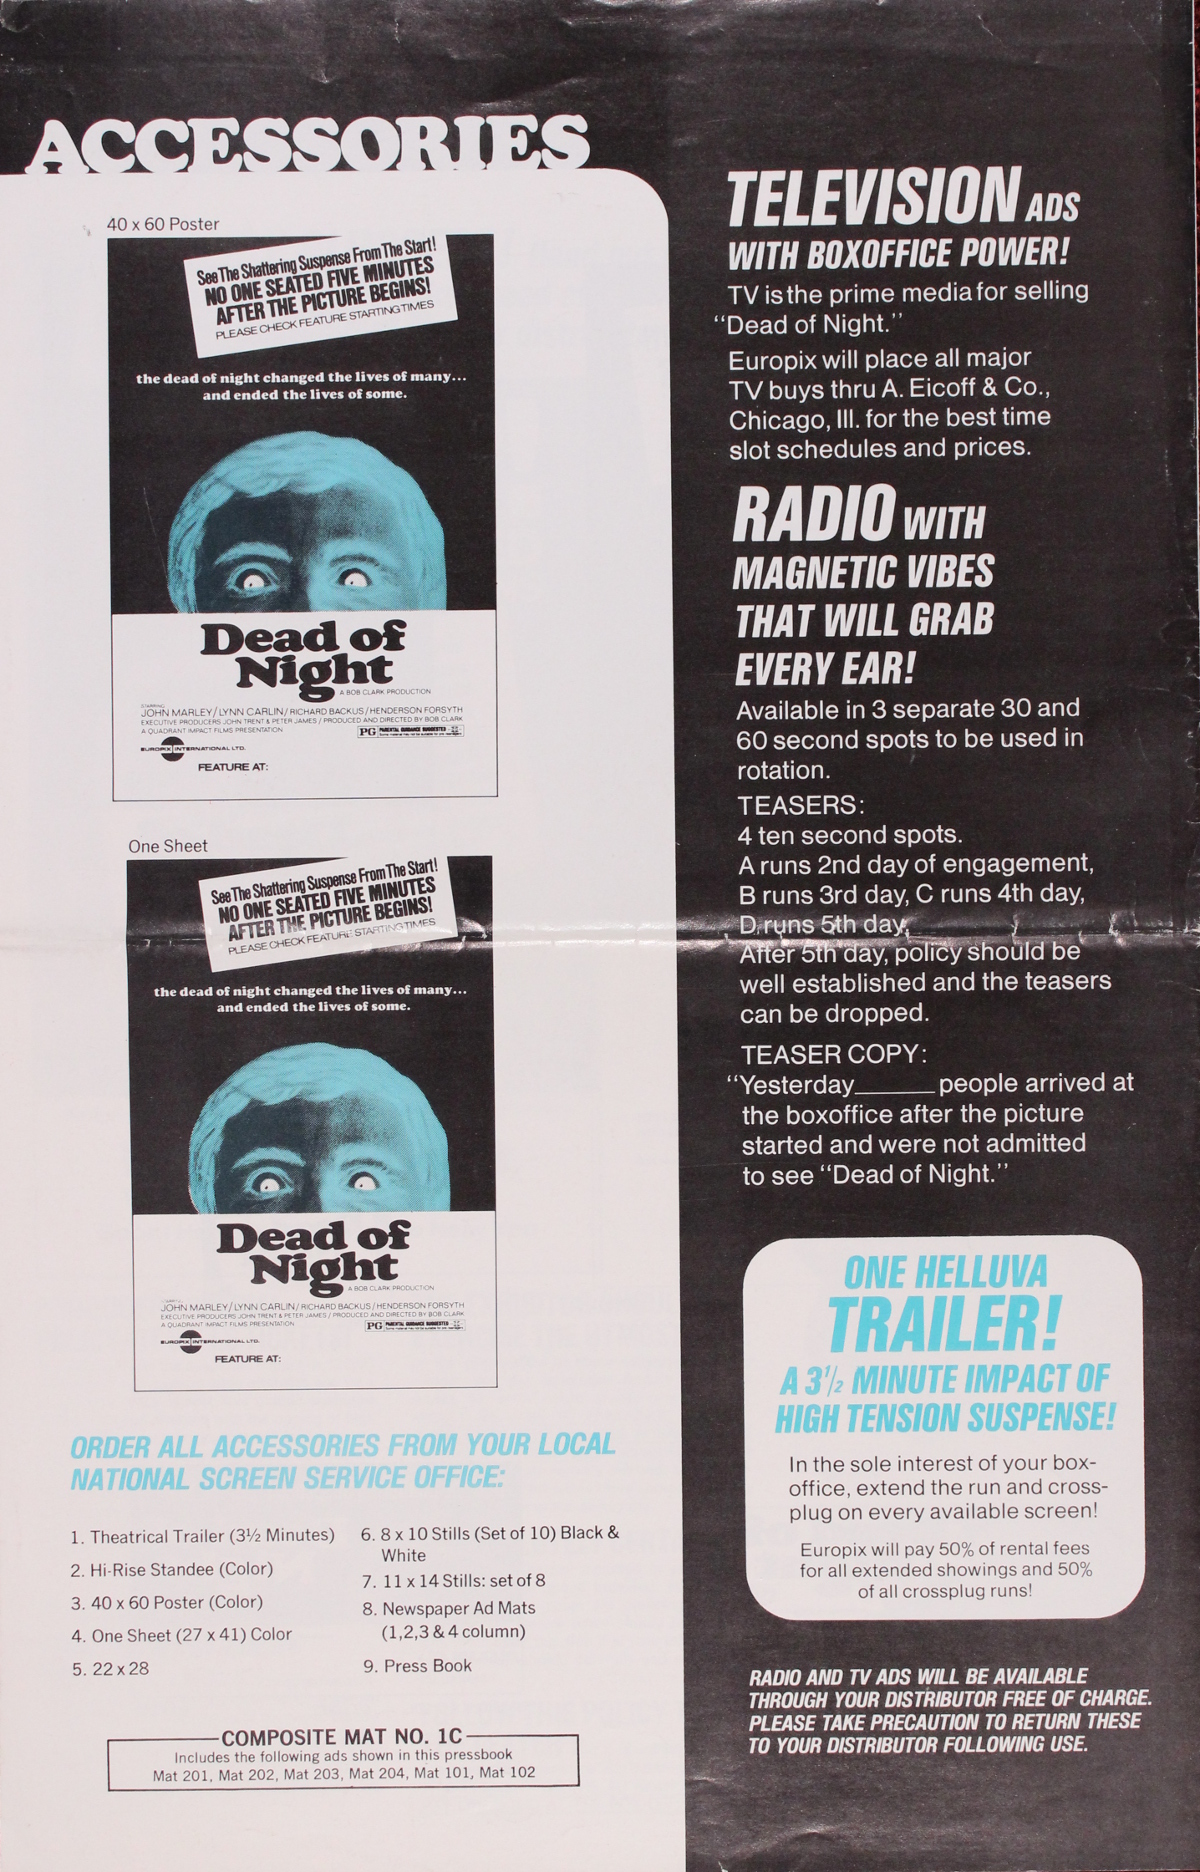 ACCESSORIES
40 x 60 Poster
See The Shattering Suspense From The Start!
NO ONE SEATED FIVE MINUTES
AFTER THE PICTURE BEGINS!
PLEASE CHECK FEATURE STARTING TIMES
the dead of night changed the lives of many...
and ended the lives of some.
Dead of
Night
A BOB CLARK PRODUCTION
STARRING
JOHN MARLEY/LYNN CARLIN/RICHARD BACKUS/HENDERSON FORSYTH
EXECUTIVE PRODUCERS JOHN TRENT & PETER JAMES / PRODUCED AND DIRECTED BY BOB CLARK
A QUADRANT IMPACT FILMS PRESENTATION
PG PARENTAL GUIDANCE SUGGESTED
EUROPIX INTERNATIONAL LTD.
FEATURE AT:
One Sheet
See The Shattering Suspense From The Start!
NO ONE SEATED FIVE MINUTES
AFTER THE PICTURE BEGINS!
PLEASE CHECK FEATURE STARTING TIMES
the dead of night changed the lives of many...
and ended the lives of some.
Dead of
Night
A BOB CLARK PRODUCTION
JOHN MARLEY/LYNN CARLIN/RICHARD BACKUS/HENDERSON FORSYTH
EXECUTIVE PRODUCERS JOHN TRENT & PETER JAMES / PRODUCED AND DIRECTED BY BOB CLARK
A QUADRANT IMPACT FILMS PRESENTATION
PG PARENTAL GUIDANCE SUGGESTED
EUROPIX INTERNATIONAL LTD.
FEATURE AT:
ORDER ALL ACCESSORIES FROM YOUR LOCAL
NATIONAL SCREEN SERVICE OFFICE:
1. Theatrical Trailer (3½ Minutes)
2. Hi-Rise Standee (Color)
3. 40 x 60 Poster (Color)
4. One Sheet (27 x 41) Color
5. 22 x 28
6. 8 x 10 Stills (Set of 10) Black &
White
7. 11 x 14 Stills: set of 8
8. Newspaper Ad Mats
(1,2,3 & 4 column)
9. Press Book
COMPOSITE MAT NO. 1C
Includes the following ads shown in this pressbook
Mat 201, Mat 202, Mat 203, Mat 204, Mat 101, Mat 102
TELEVISION ADS
WITH BOXOFFICE POWER!
TV is the prime media for selling
"Dead of Night."
Europix will place all major
TV buys thru A. Eicoff & Co.,
Chicago, Ill. for the best time
slot schedules and prices.
RADIO WITH
MAGNETIC VIBES
THAT WILL GRAB
EVERY EAR!
Available in 3 separate 30 and
60 second spots to be used in
rotation.
TEASERS:
4 ten second spots.
A runs 2nd day of engagement,
B runs 3rd day, C runs 4th day,
D runs 5th day,
After 5th day, policy should be
well established and the teasers
can be dropped.
TEASER COPY:
"Yesterday______ people arrived at
the boxoffice after the picture
started and were not admitted
to see "Dead of Night."
ONE HELLUVA
TRAILER!
A 3½ MINUTE IMPACT OF
HIGH TENSION SUSPENSE!
In the sole interest of your box-
office, extend the run and cross-
plug on every available screen!
Europix will pay 50% of rental fees
for all extended showings and 50%
of all crossplug runs!
RADIO AND TV ADS WILL BE AVAILABLE
THROUGH YOUR DISTRIBUTOR FREE OF CHARGE.
PLEASE TAKE PRECAUTION TO RETURN THESE
TO YOUR DISTRIBUTOR FOLLOWING USE.